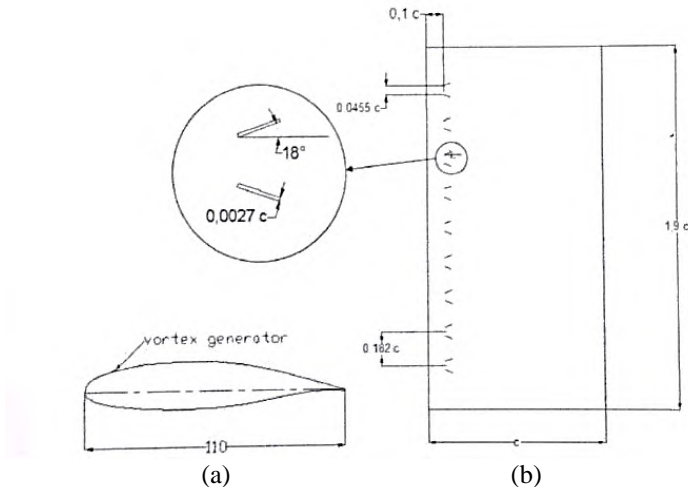 0,1 c
0.0455 c
18°
0,0027 c
1,9 c
vortex generator
0.182 c
110
c
(a)
(b)